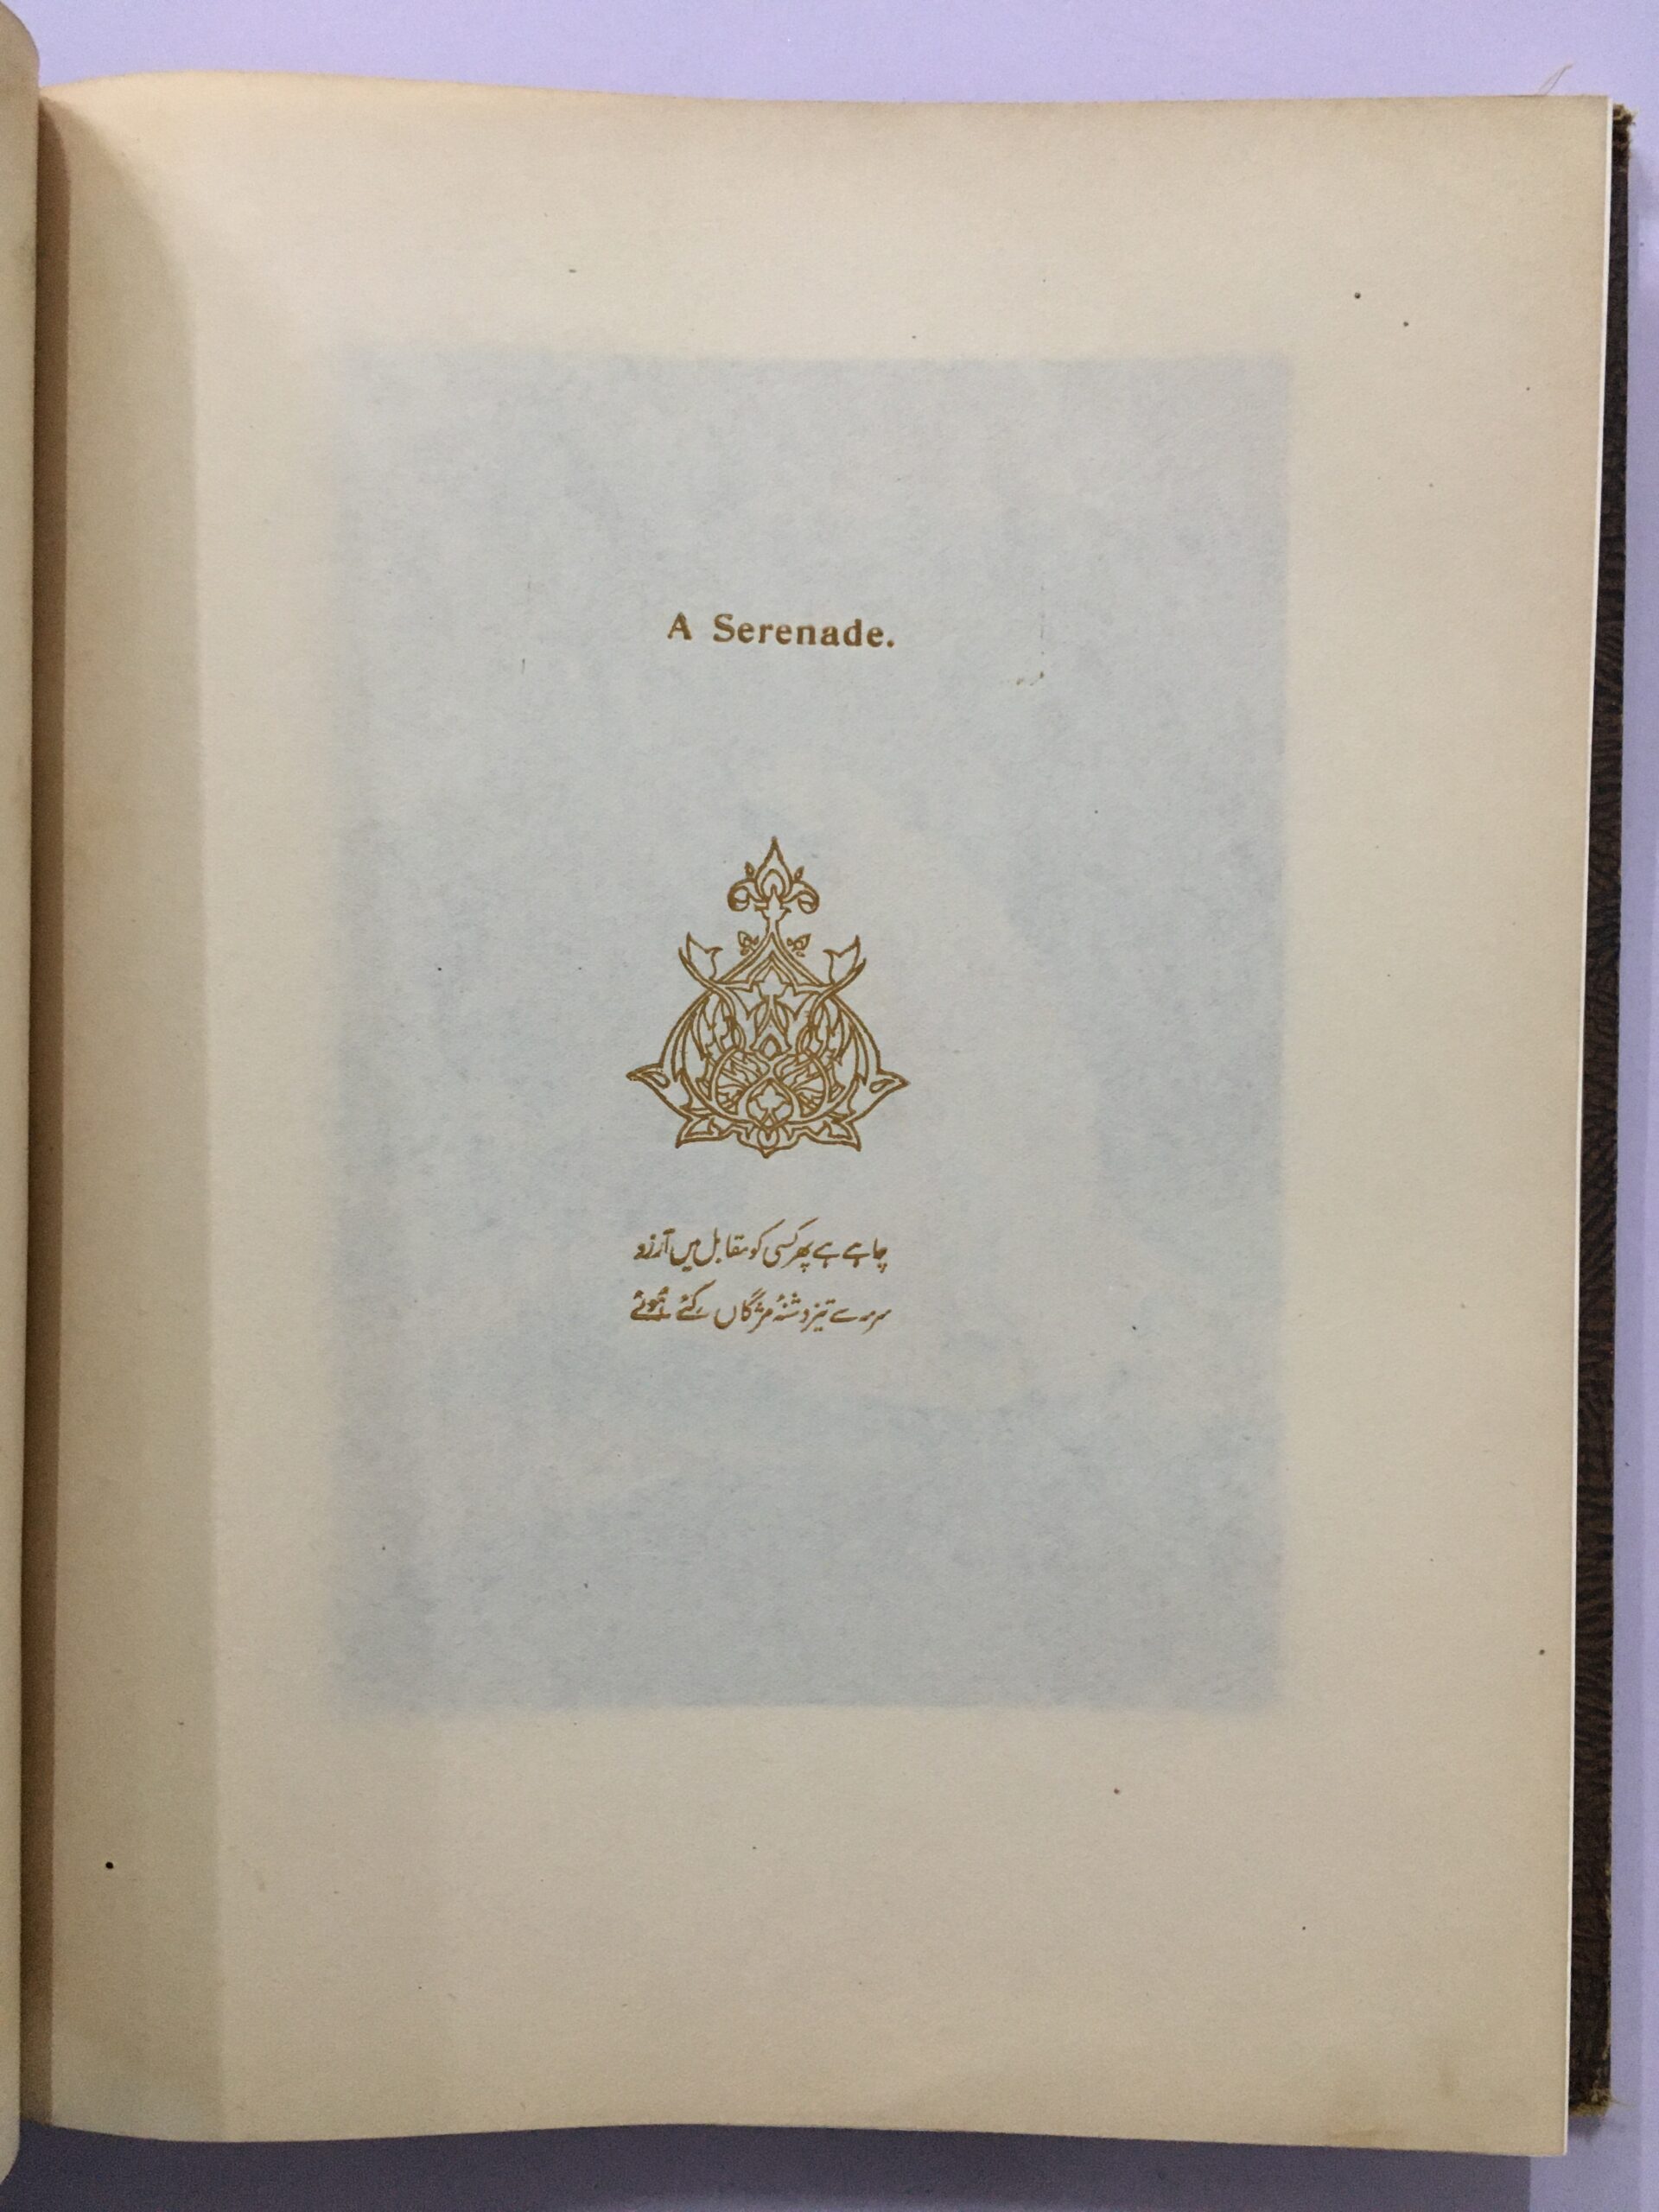 A Serenade.
چاہے ہے پھر کسی کو مقابل میں آرزو
سرمے سے تیز دشنۂ مژگاں کئے ہوئے